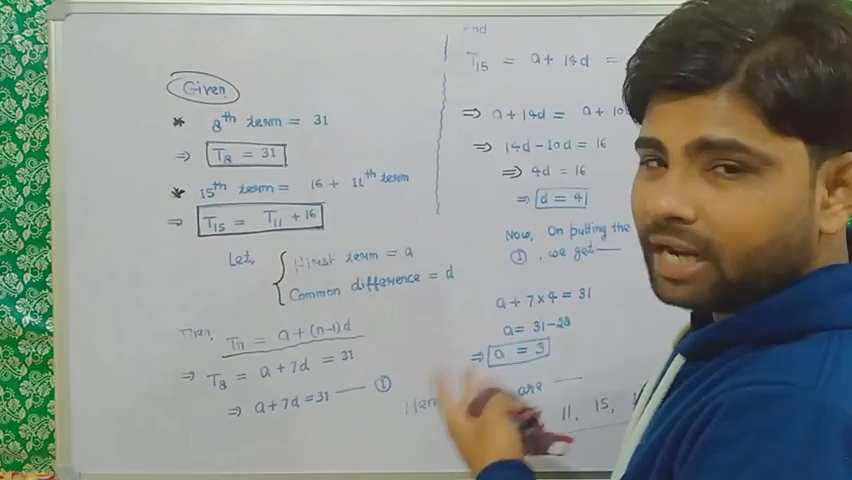 Given
* 8th term = 31
⇒ T8 = 31
* 15th term = 16 + 11th term
⇒ T15 = T11 + 16
Let, { First term = a
Common difference = d
Then, Tn = a + (n-1)d
⇒ T8 = a + 7d = 31
⇒ a + 7d = 31 —— ①
And
T15 = a + 14d =
⇒ a + 14d = a + 10
⇒ 14d - 10d = 16
⇒ 4d = 16
⇒ d = 4
Now, On putting the
①, we get —
a + 7 × 4 = 31
a = 31 - 28
⇒ a = 3
are —
11, 15,